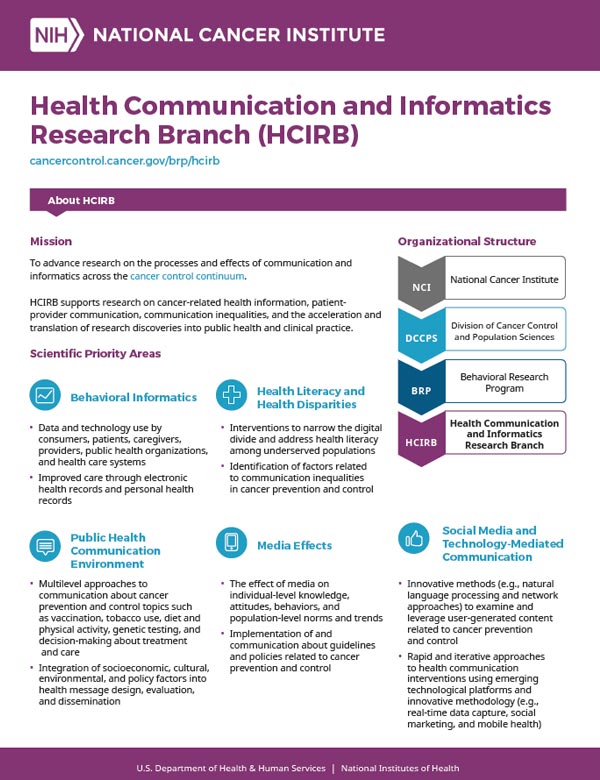 NIH NATIONAL CANCER INSTITUTE
Health Communication and Informatics
Research Branch (HCIRB)
cancercontrol.cancer.gov/brp/hcirb
About HCIRB
Mission
To advance research on the processes and effects of communication and
informatics across the cancer control continuum.
HCIRB supports research on cancer-related health information, patient-
provider communication, communication inequalities, and the acceleration and
translation of research discoveries into public health and clinical practice.
Organizational Structure
NCI
National Cancer Institute
DCCPS
Division of Cancer Control
and Population Sciences
BRP
Behavioral Research
Program
HCIRB
Health Communication
and Informatics
Research Branch
Scientific Priority Areas
Behavioral Informatics
• Data and technology use by
consumers, patients, caregivers,
providers, public health organizations,
and health care systems
• Improved care through electronic
health records and personal health
records
Health Literacy and
Health Disparities
• Interventions to narrow the digital
divide and address health literacy
among underserved populations
• Identification of factors related
to communication inequalities
in cancer prevention and control
Public Health
Communication
Environment
• Multilevel approaches to
communication about cancer
prevention and control topics such
as vaccination, tobacco use, diet and
physical activity, genetic testing, and
decision-making about treatment
and care
• Integration of socioeconomic, cultural,
environmental, and policy factors into
health message design, evaluation,
and dissemination
Media Effects
• The effect of media on
individual-level knowledge,
attitudes, behaviors, and
population-level norms and trends
• Implementation of and
communication about guidelines
and policies related to cancer
prevention and control
Social Media and
Technology-Mediated
Communication
• Innovative methods (e.g., natural
language processing and network
approaches) to examine and
leverage user-generated content
related to cancer prevention
and control
• Rapid and iterative approaches
to health communication
interventions using emerging
technological platforms and
innovative methodology (e.g.,
real-time data capture, social
marketing, and mobile health)
U.S. Department of Health & Human Services | National Institutes of Health